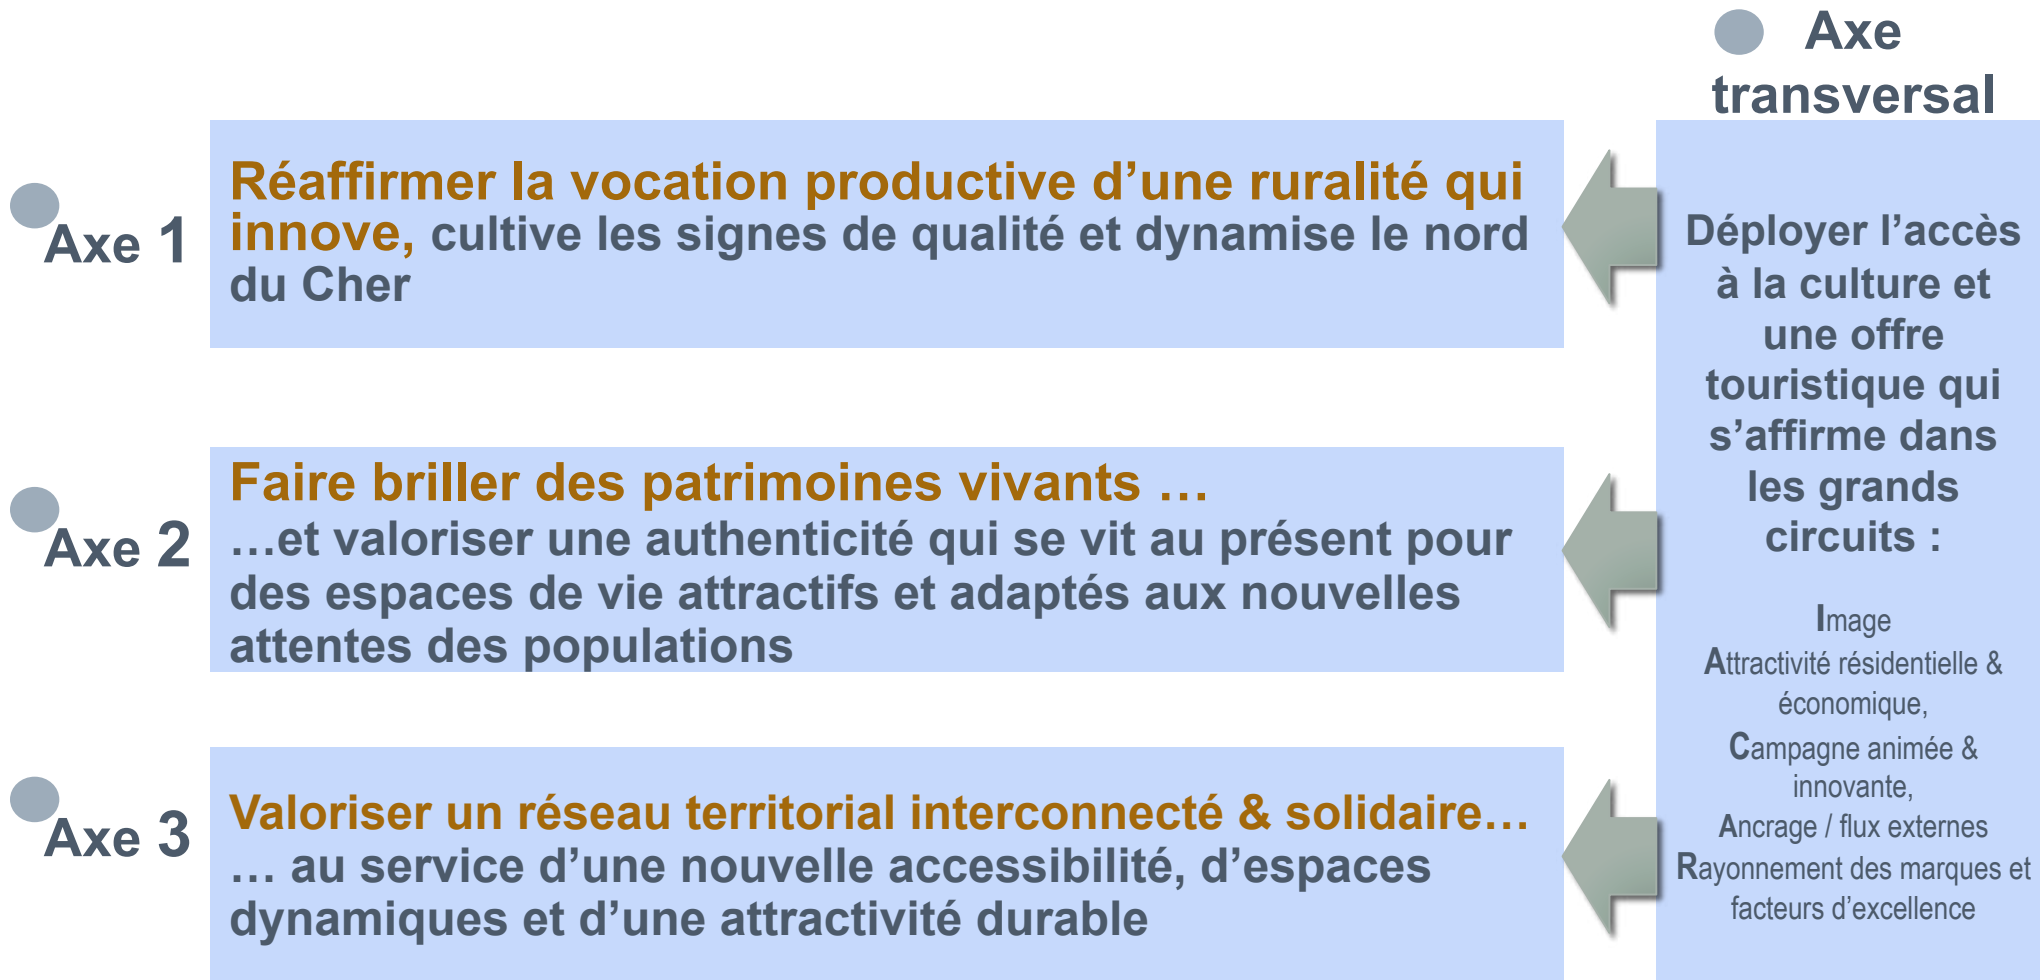 Axe
transversal
Axe 1
Réaffirmer la vocation productive d’une ruralité qui
innove, cultive les signes de qualité et dynamise le nord
du Cher
Axe 2
Faire briller des patrimoines vivants …
…et valoriser une authenticité qui se vit au présent pour
des espaces de vie attractifs et adaptés aux nouvelles
attentes des populations
Axe 3
Valoriser un réseau territorial interconnecté & solidaire…
… au service d’une nouvelle accessibilité, d’espaces
dynamiques et d’une attractivité durable
Déployer l’accès
à la culture et
une offre
touristique qui
s’affirme dans
les grands
circuits :
Image
Attractivité résidentielle &
économique,
Campagne animée &
innovante,
Ancrage / flux externes
Rayonnement des marques et
facteurs d’excellence